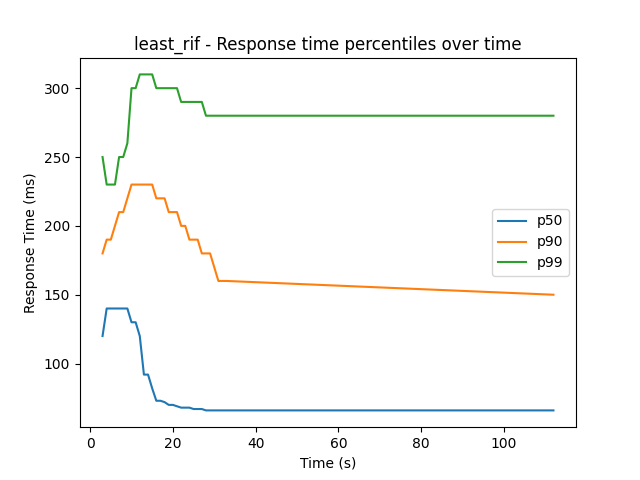 least_rif - Response time percentiles over time
Response Time (ms)
300
250
200
150
100
p50
p90
p99
0
20
40
60
80
100
Time (s)